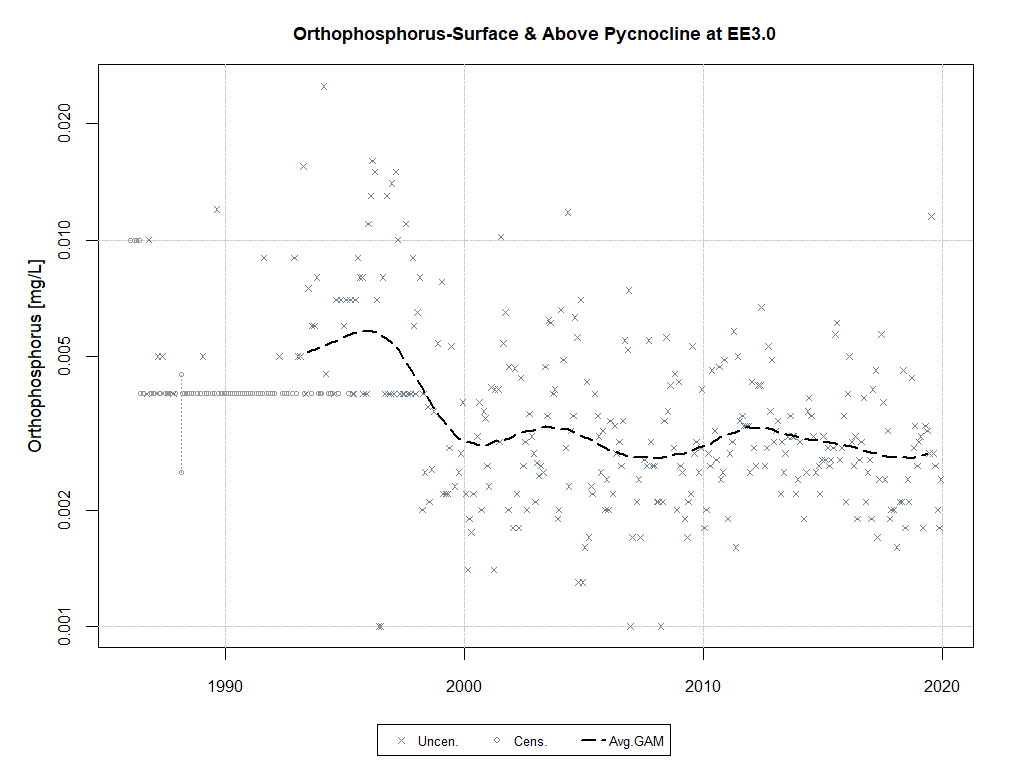 Orthophosphorus-Surface & Above Pycnocline at EE3.0
Orthophosphorus [mg/L]
0.020
0.010
0.005
0.002
0.001
1990 2000 2010 2020
Uncen. Cens. Avg.GAM